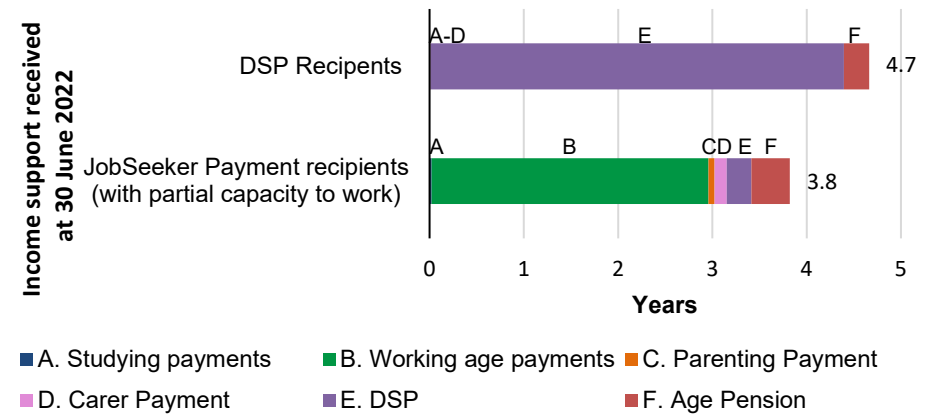 Income support received
at 30 June 2022
A-D E F
DSP Recipents
4.7
A B CD E F
JobSeeker Payment recipients
(with partial capacity to work)
3.8
0 1 2 3 4 5
Years
A. Studying payments B. Working age payments C. Parenting Payment
D. Carer Payment E. DSP F. Age Pension